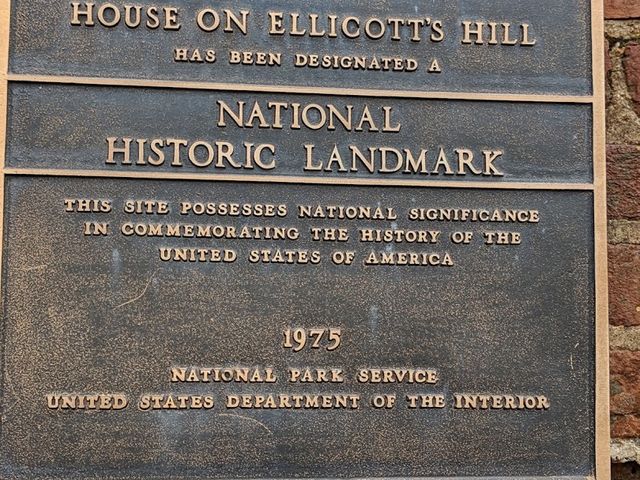 HOUSE ON ELLICOTT'S HILL
HAS BEEN DESIGNATED A
NATIONAL
HISTORIC LANDMARK
THIS SITE POSSESSES NATIONAL SIGNIFICANCE
IN COMMEMORATING THE HISTORY OF THE
UNITED STATES OF AMERICA
1975
NATIONAL PARK SERVICE
UNITED STATES DEPARTMENT OF THE INTERIOR